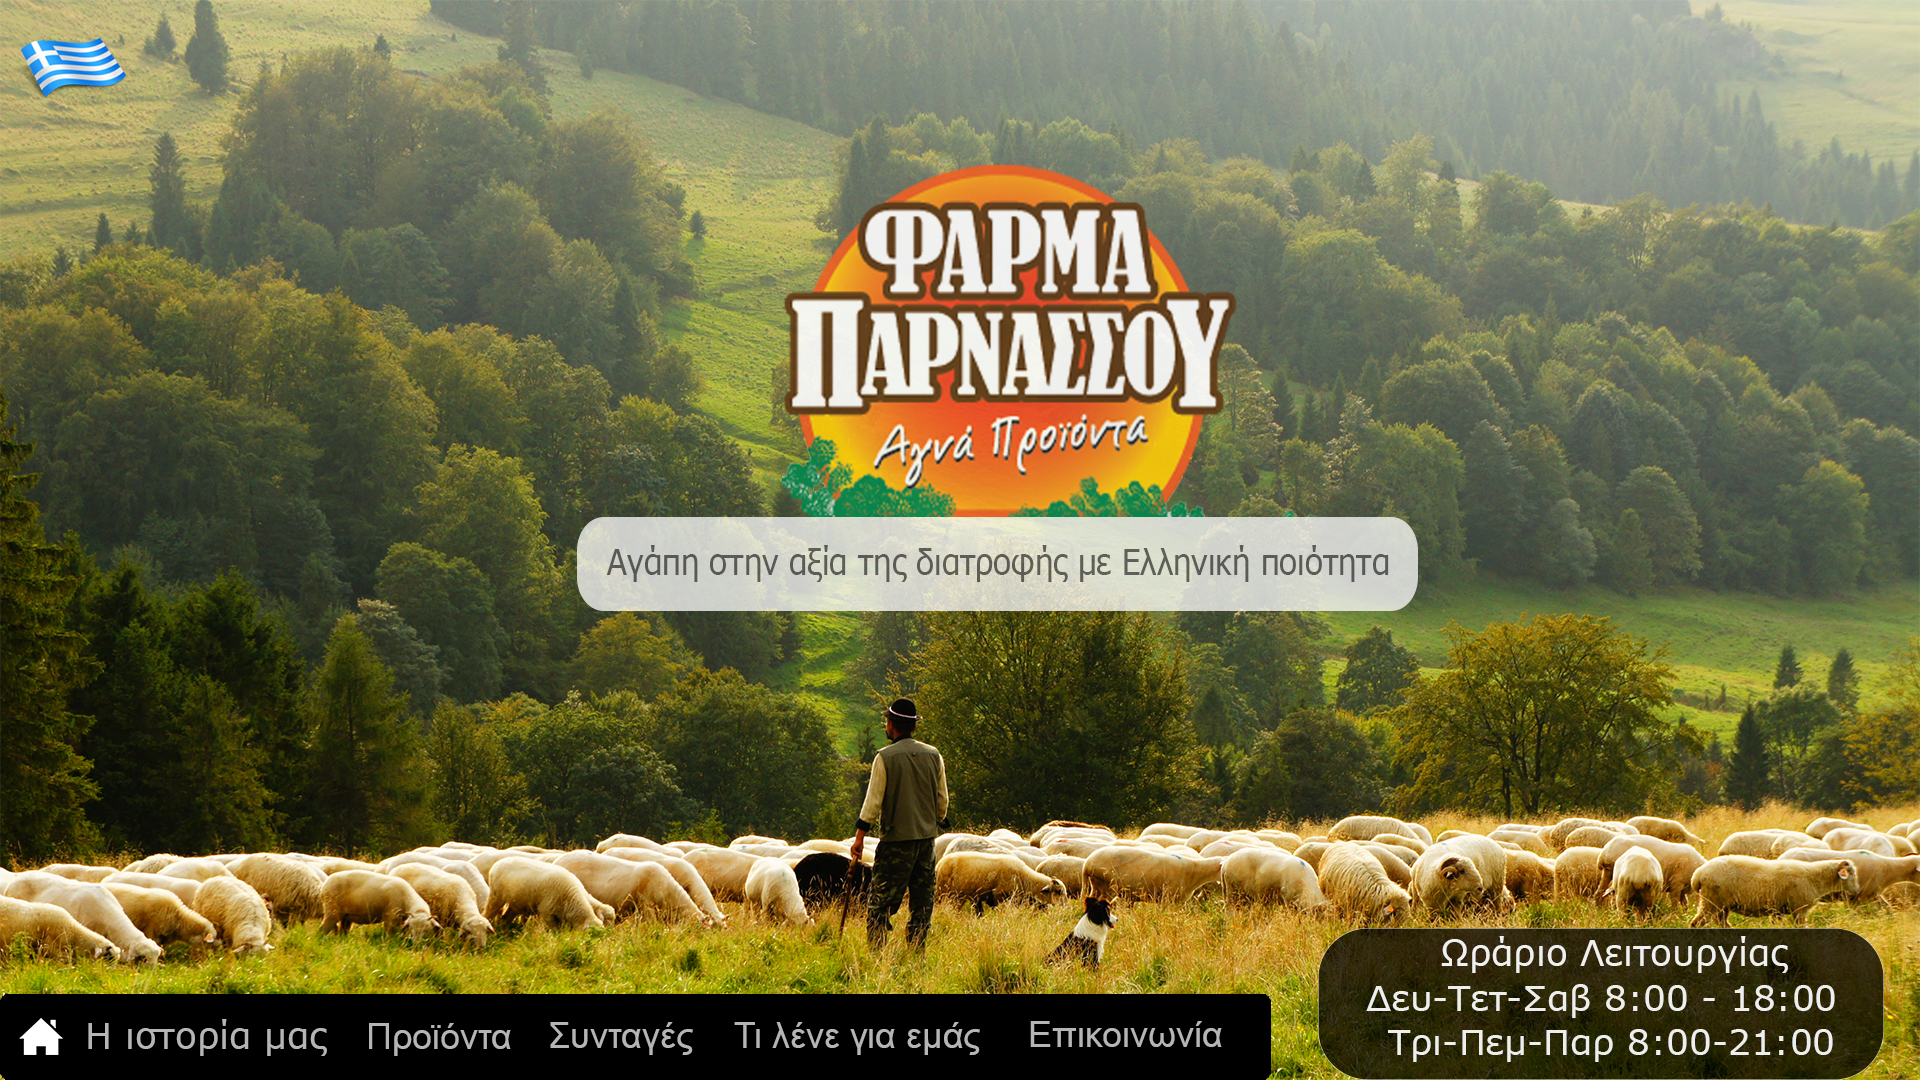 ΦΑΡΜΑ
ΠΑΡΝΑΣΣΟΥ
Αγνά Προϊόντα
Αγάπη στην αξία της διατροφής με Ελληνική ποιότητα
Ωράριο Λειτουργίας
Δευ-Τετ-Σαβ 8:00 - 18:00
Τρι-Πεμ-Παρ 8:00-21:00
Η ιστορία μας Προϊόντα Συνταγές Τι λένε για εμάς Επικοινωνία